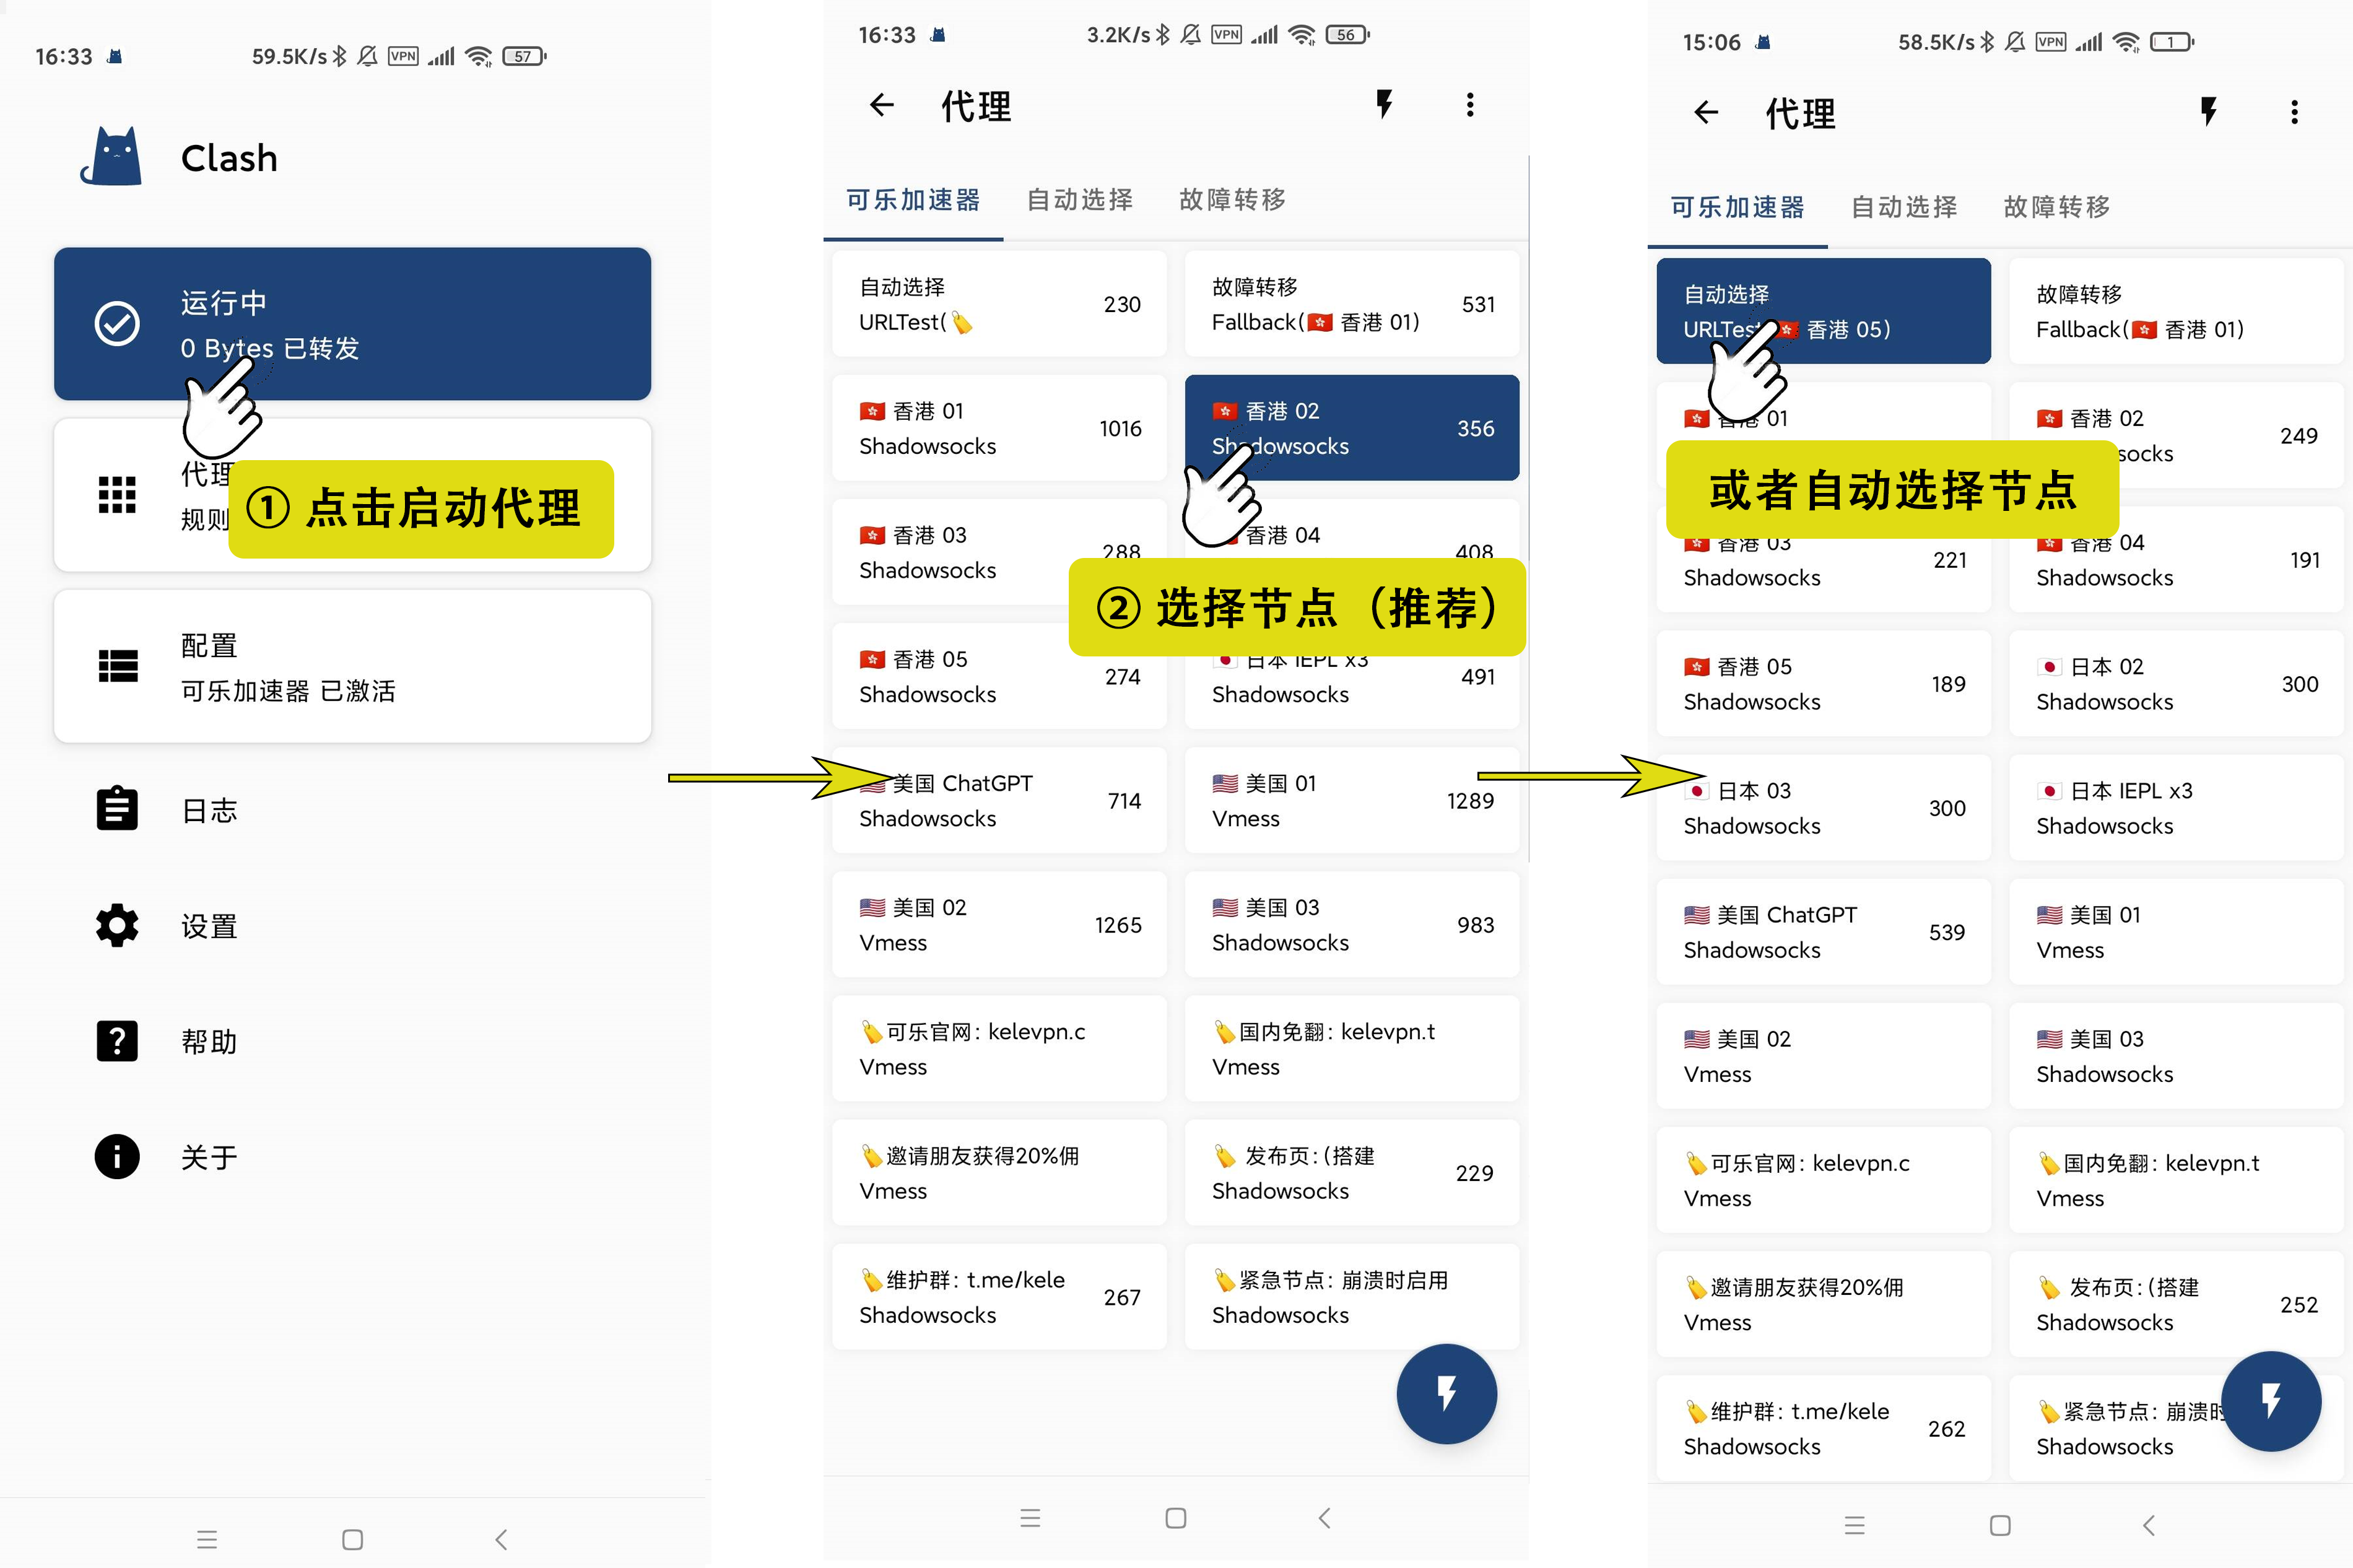 16:33
59.5K/s VPN 57
Clash
运行中
0 Bytes 已转发
代理
规则
① 点击启动代理
配置
可乐加速器 已激活
日志
设置
帮助
关于
16:33
3.2K/s VPN 56
代理
可乐加速器 自动选择 故障转移
自动选择
URLTest(🏷️
230
故障转移
Fallback(🇭🇰 香港 01)
531
🇭🇰 香港 01
Shadowsocks
1016
🇭🇰 香港 02
Shadowsocks
356
🇭🇰 香港 03
Shadowsocks
288
香港 04
408
② 选择节点（推荐）
🇭🇰 香港 05
Shadowsocks
274
🇯🇵 日本 IEPL x3
Shadowsocks
491
🇺🇸 美国 ChatGPT
Shadowsocks
714
🇺🇸 美国 01
Vmess
1289
🇺🇸 美国 02
Vmess
1265
🇺🇸 美国 03
Shadowsocks
983
🏷️可乐官网: kelevpn.c
Vmess
🏷️国内免翻: kelevpn.t
Vmess
🏷️邀请朋友获得20%佣
Vmess
🏷️ 发布页:(搭建
Shadowsocks
229
🏷️维护群: t.me/kele
Shadowsocks
267
🏷️紧急节点: 崩溃时启用
Shadowsocks
15:06
58.5K/s VPN 1
代理
可乐加速器 自动选择 故障转移
自动选择
URLTest 🇭🇰 香港 05)
故障转移
Fallback(🇭🇰 香港 01)
🇭🇰 香港 01
🇭🇰 香港 02
socks
249
或者自动选择节点
🇭🇰 香港 03
Shadowsocks
221
🇭🇰 香港 04
Shadowsocks
191
🇭🇰 香港 05
Shadowsocks
189
🇯🇵 日本 02
Shadowsocks
300
🇯🇵 日本 03
Shadowsocks
300
🇯🇵 日本 IEPL x3
Shadowsocks
🇺🇸 美国 ChatGPT
Shadowsocks
539
🇺🇸 美国 01
Vmess
🇺🇸 美国 02
Vmess
🇺🇸 美国 03
Shadowsocks
🏷️可乐官网: kelevpn.c
Vmess
🏷️国内免翻: kelevpn.t
Vmess
🏷️邀请朋友获得20%佣
Vmess
🏷️ 发布页:(搭建
Shadowsocks
252
🏷️维护群: t.me/kele
Shadowsocks
262
🏷️紧急节点: 崩溃时
Shadowsocks